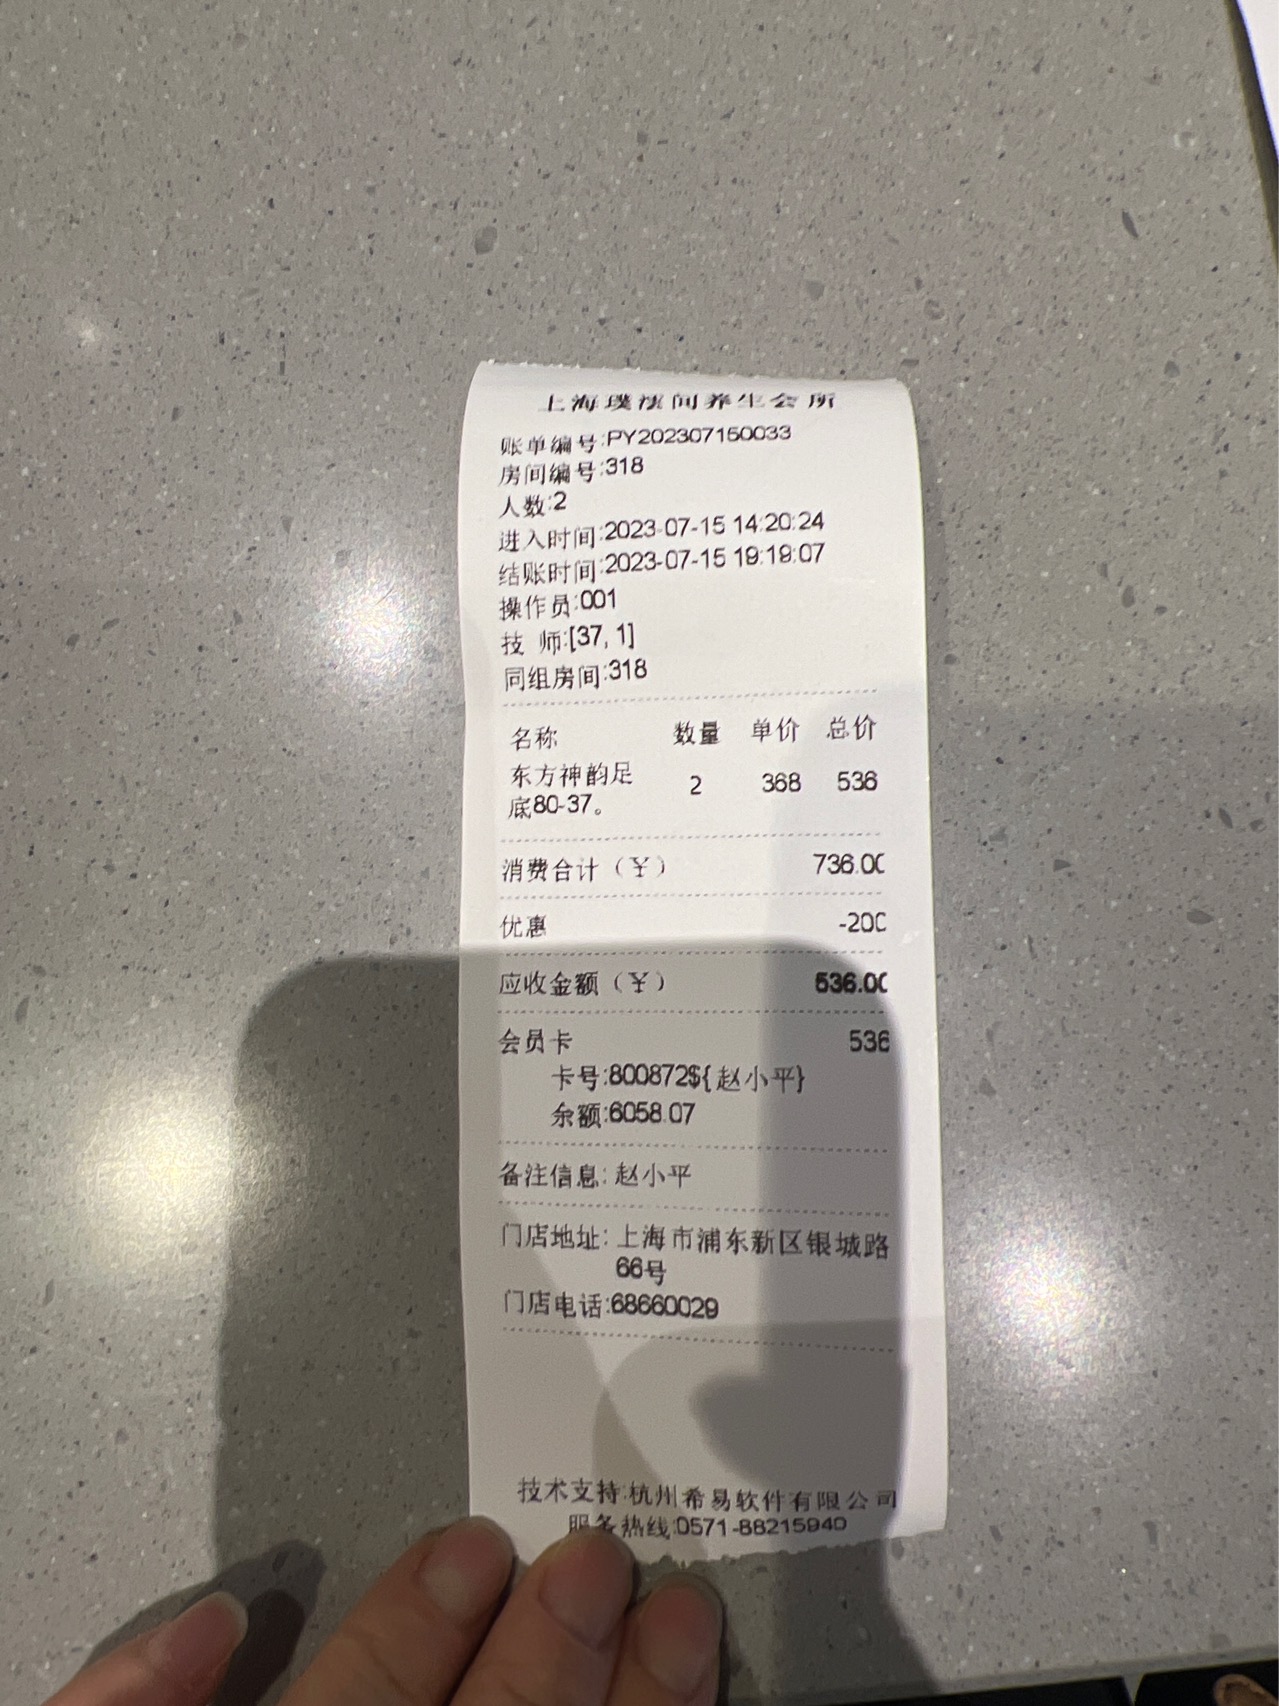 上海璞溪间养生会所
账单编号:PY202307150033
房间编号:318
人数:2
进入时间:2023-07-15 14:20:24
结账时间:2023-07-15 19:19:07
操作员:001
技 师:[37, 1]
同组房间:318
名称 数量 单价 总价
东方神韵足 2 368 536
底80-37。
消费合计（￥） 736.00
优惠 -200
应收金额（￥） 536.00
会员卡 536
卡号:800872${赵小平}
余额:6058.07
备注信息: 赵小平
门店地址: 上海市浦东新区银城路
66号
门店电话:68660029
技术支持:杭州希易软件有限公司
服务热线:0571-88215940